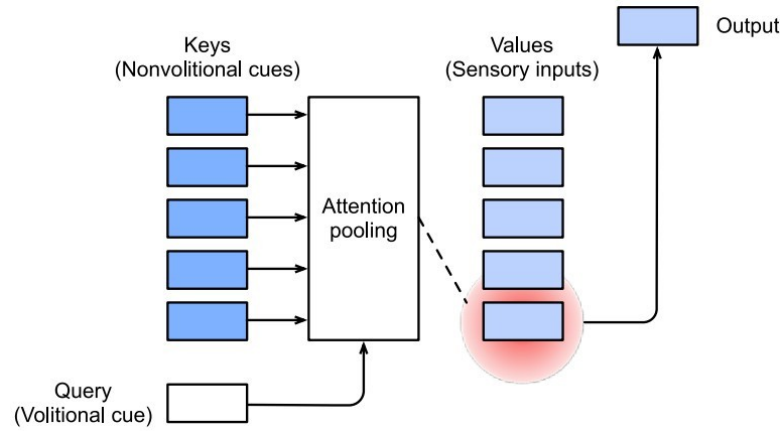 Keys
(Nonvolitional cues)
Values
(Sensory inputs)
Output
Attention
pooling
Query
(Volitional cue)